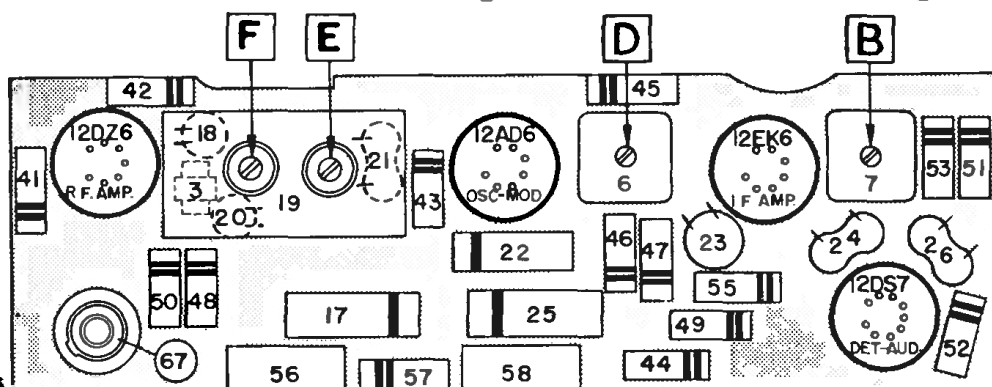 F E D B
42 45
12DZ6 18 12AD6 12EK6
21 53 51
41 3 43 6 7
R.F. AMP. 19 OSC-MOD I F AMP.
20
46 47 23 24 26
22
50 48 55 12DS7
17 25 49 DET-AUD. 52
67 56 57 58 44